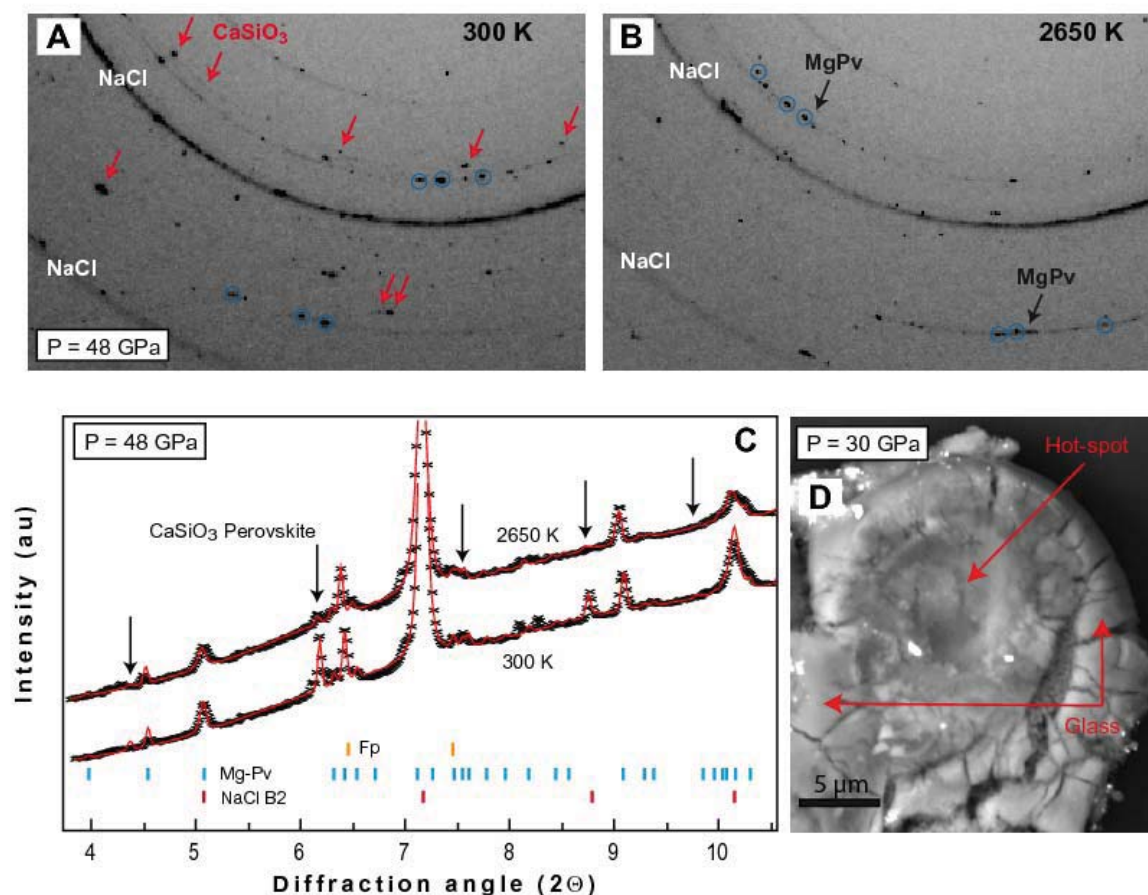 A
CaSiO₃
300 K
NaCl
NaCl
P = 48 GPa
B
2650 K
NaCl
MgPv
NaCl
MgPv
P = 48 GPa
C
CaSiO₃ Perovskite
2650 K
300 K
Fp
Mg-Pv
NaCl B2
Intensity (au)
4 5 6 7 8 9 10
Diffraction angle (2Θ)
P = 30 GPa
Hot-spot
D
Glass
5 µm